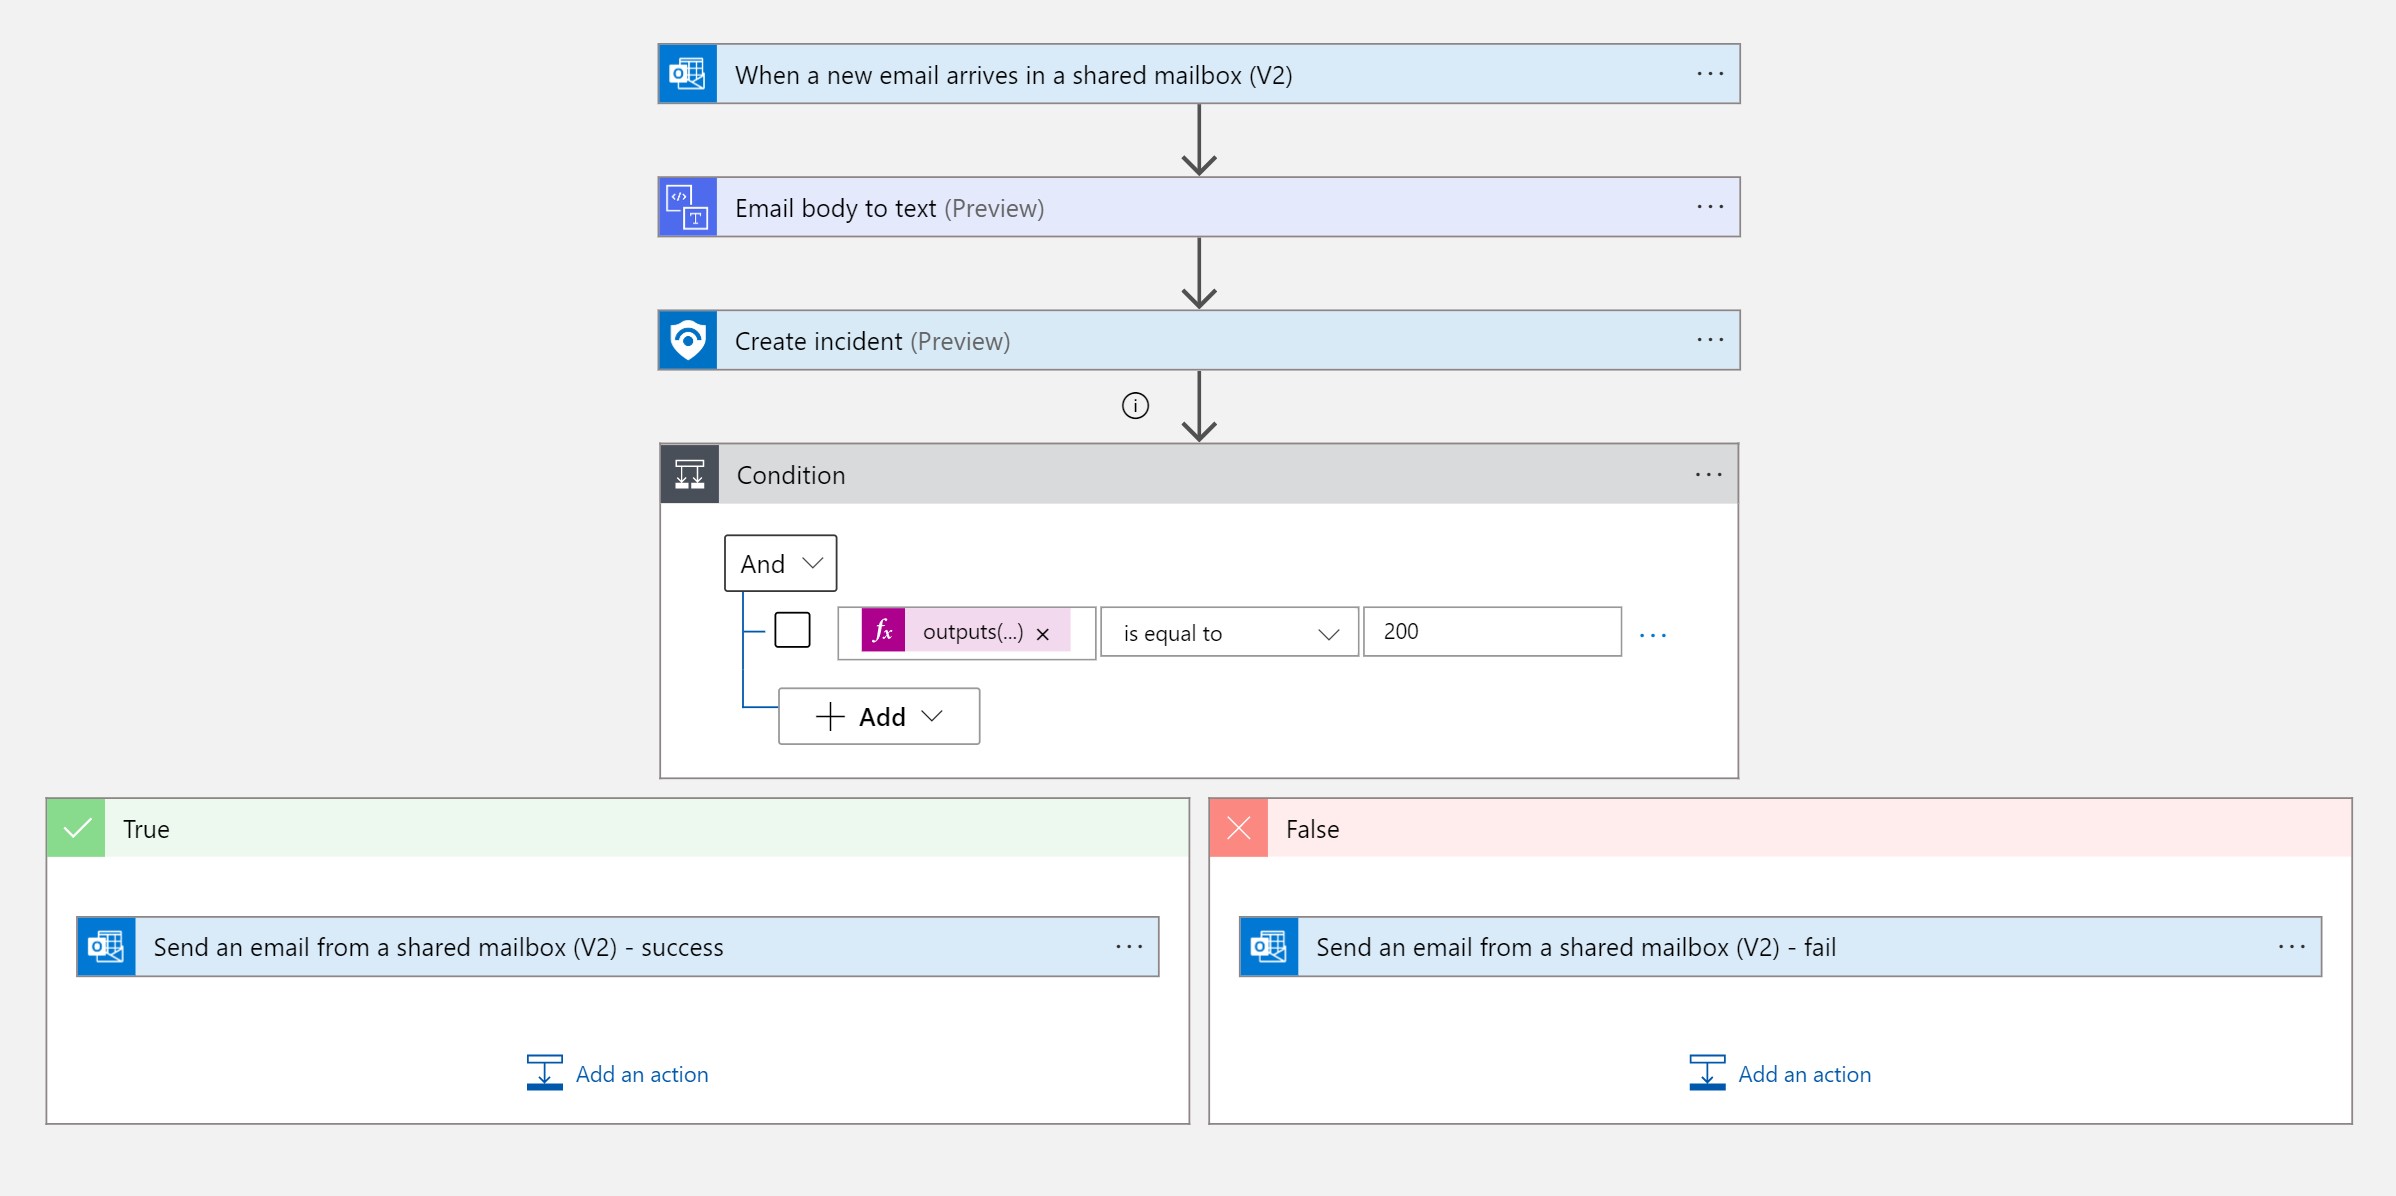 When a new email arrives in a shared mailbox (V2)
Email body to text (Preview)
Create incident (Preview)
Condition
And
fx outputs(...) × is equal to 200
Add
True
False
Send an email from a shared mailbox (V2) - success
Send an email from a shared mailbox (V2) - fail
Add an action
Add an action